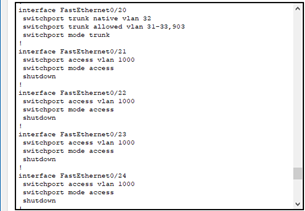 interface FastEthernet0/20
switchport trunk native vlan 32
switchport trunk allowed vlan 31-33,903
switchport mode trunk
!
interface FastEthernet0/21
switchport access vlan 1000
switchport mode access
shutdown
!
interface FastEthernet0/22
switchport access vlan 1000
switchport mode access
shutdown
!
interface FastEthernet0/23
switchport access vlan 1000
switchport mode access
shutdown
!
interface FastEthernet0/24
switchport access vlan 1000
switchport mode access
shutdown